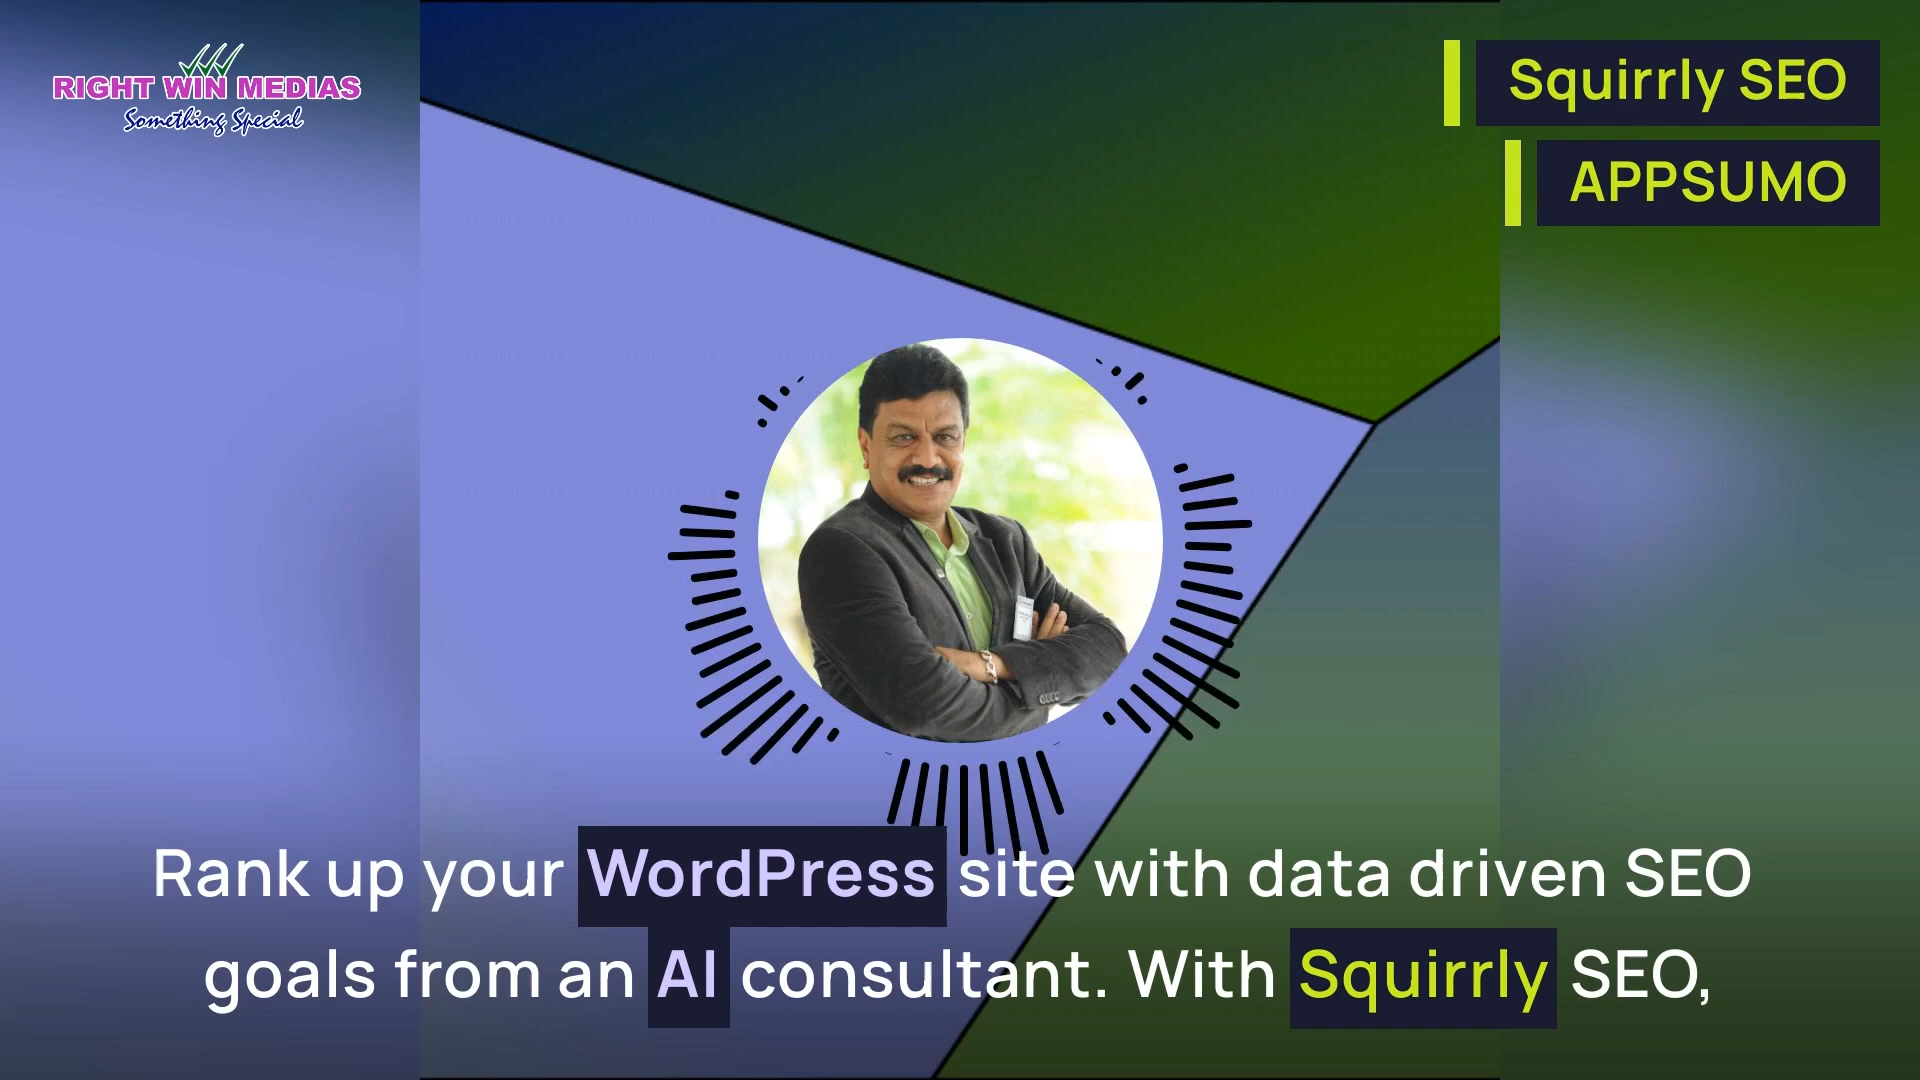 RIGHT WIN MEDIAS
Something Special
Squirrly SEO
APPSUMO
Rank up your WordPress site with data driven SEO
goals from an AI consultant. With Squirrly SEO,